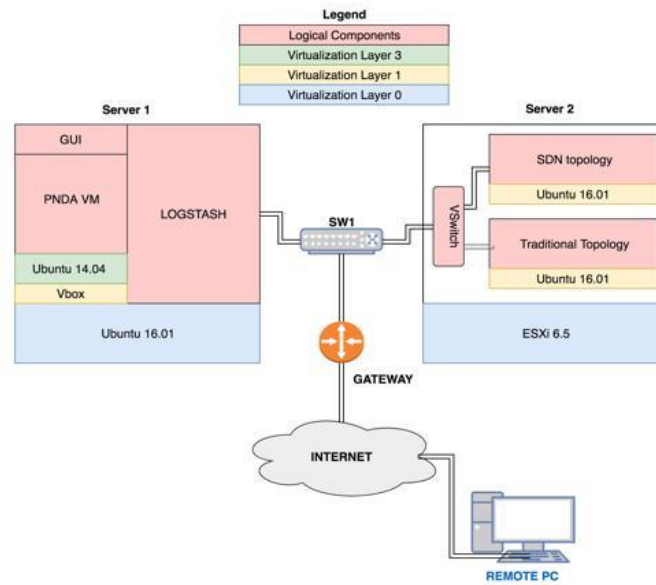 Legend
Logical Components
Virtualization Layer 3
Virtualization Layer 1
Virtualization Layer 0
Server 1
GUI
PNDA VM
LOGSTASH
Ubuntu 14.04
Vbox
Ubuntu 16.01
SW1
GATEWAY
INTERNET
REMOTE PC
Server 2
VSwitch
SDN topology
Ubuntu 16.01
Traditional Topology
Ubuntu 16.01
ESXi 6.5